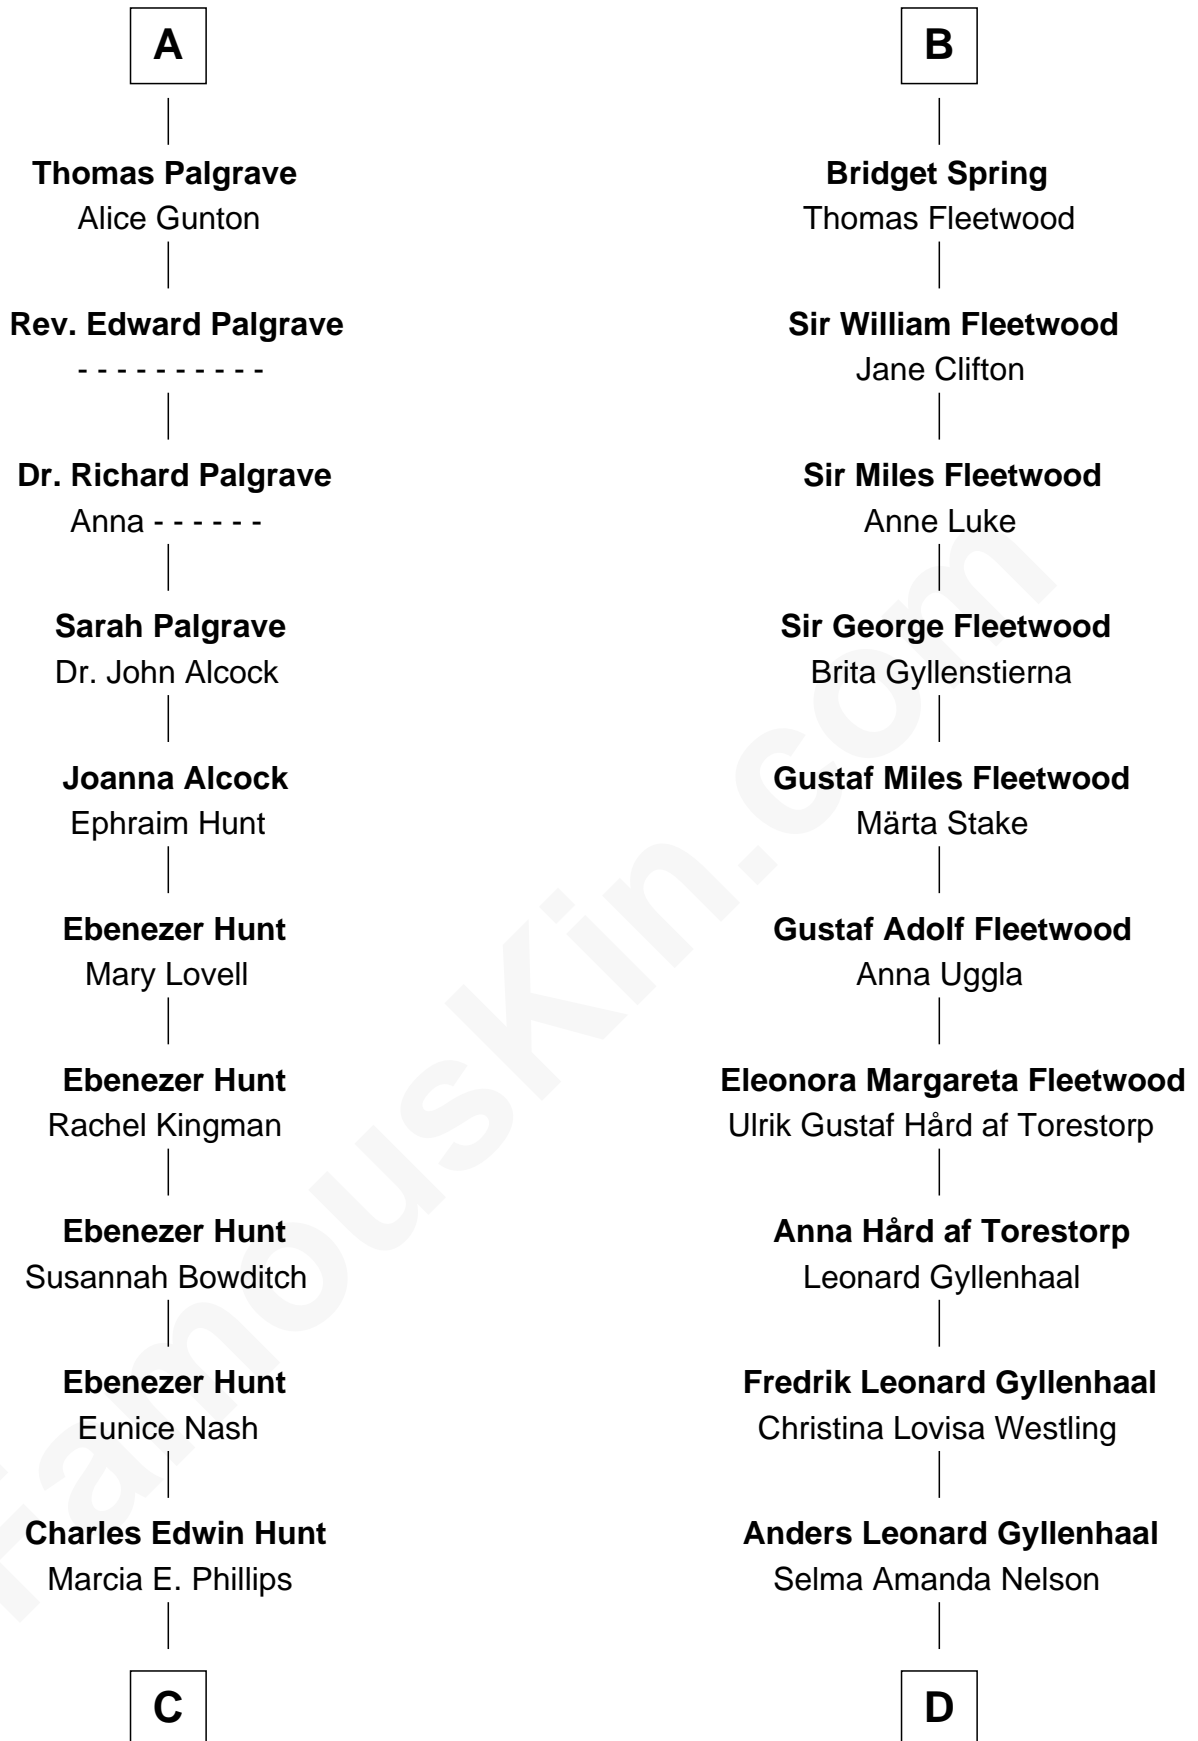 A
Thomas Palgrave
Alice Gunton
Rev. Edward Palgrave
- - - - - - - - - -
Dr. Richard Palgrave
Anna - - - - - -
Sarah Palgrave
Dr. John Alcock
Joanna Alcock
Ephraim Hunt
Ebenezer Hunt
Mary Lovell
Ebenezer Hunt
Rachel Kingman
Ebenezer Hunt
Susannah Bowditch
Ebenezer Hunt
Eunice Nash
Charles Edwin Hunt
Marcia E. Phillips
C
B
Bridget Spring
Thomas Fleetwood
Sir William Fleetwood
Jane Clifton
Sir Miles Fleetwood
Anne Luke
Sir George Fleetwood
Brita Gyllenstierna
Gustaf Miles Fleetwood
Märta Stake
Gustaf Adolf Fleetwood
Anna Uggla
Eleonora Margareta Fleetwood
Ulrik Gustaf Hård af Torestorp
Anna Hård af Torestorp
Leonard Gyllenhaal
Fredrik Leonard Gyllenhaal
Christina Lovisa Westling
Anders Leonard Gyllenhaal
Selma Amanda Nelson
D
FamousKin.com